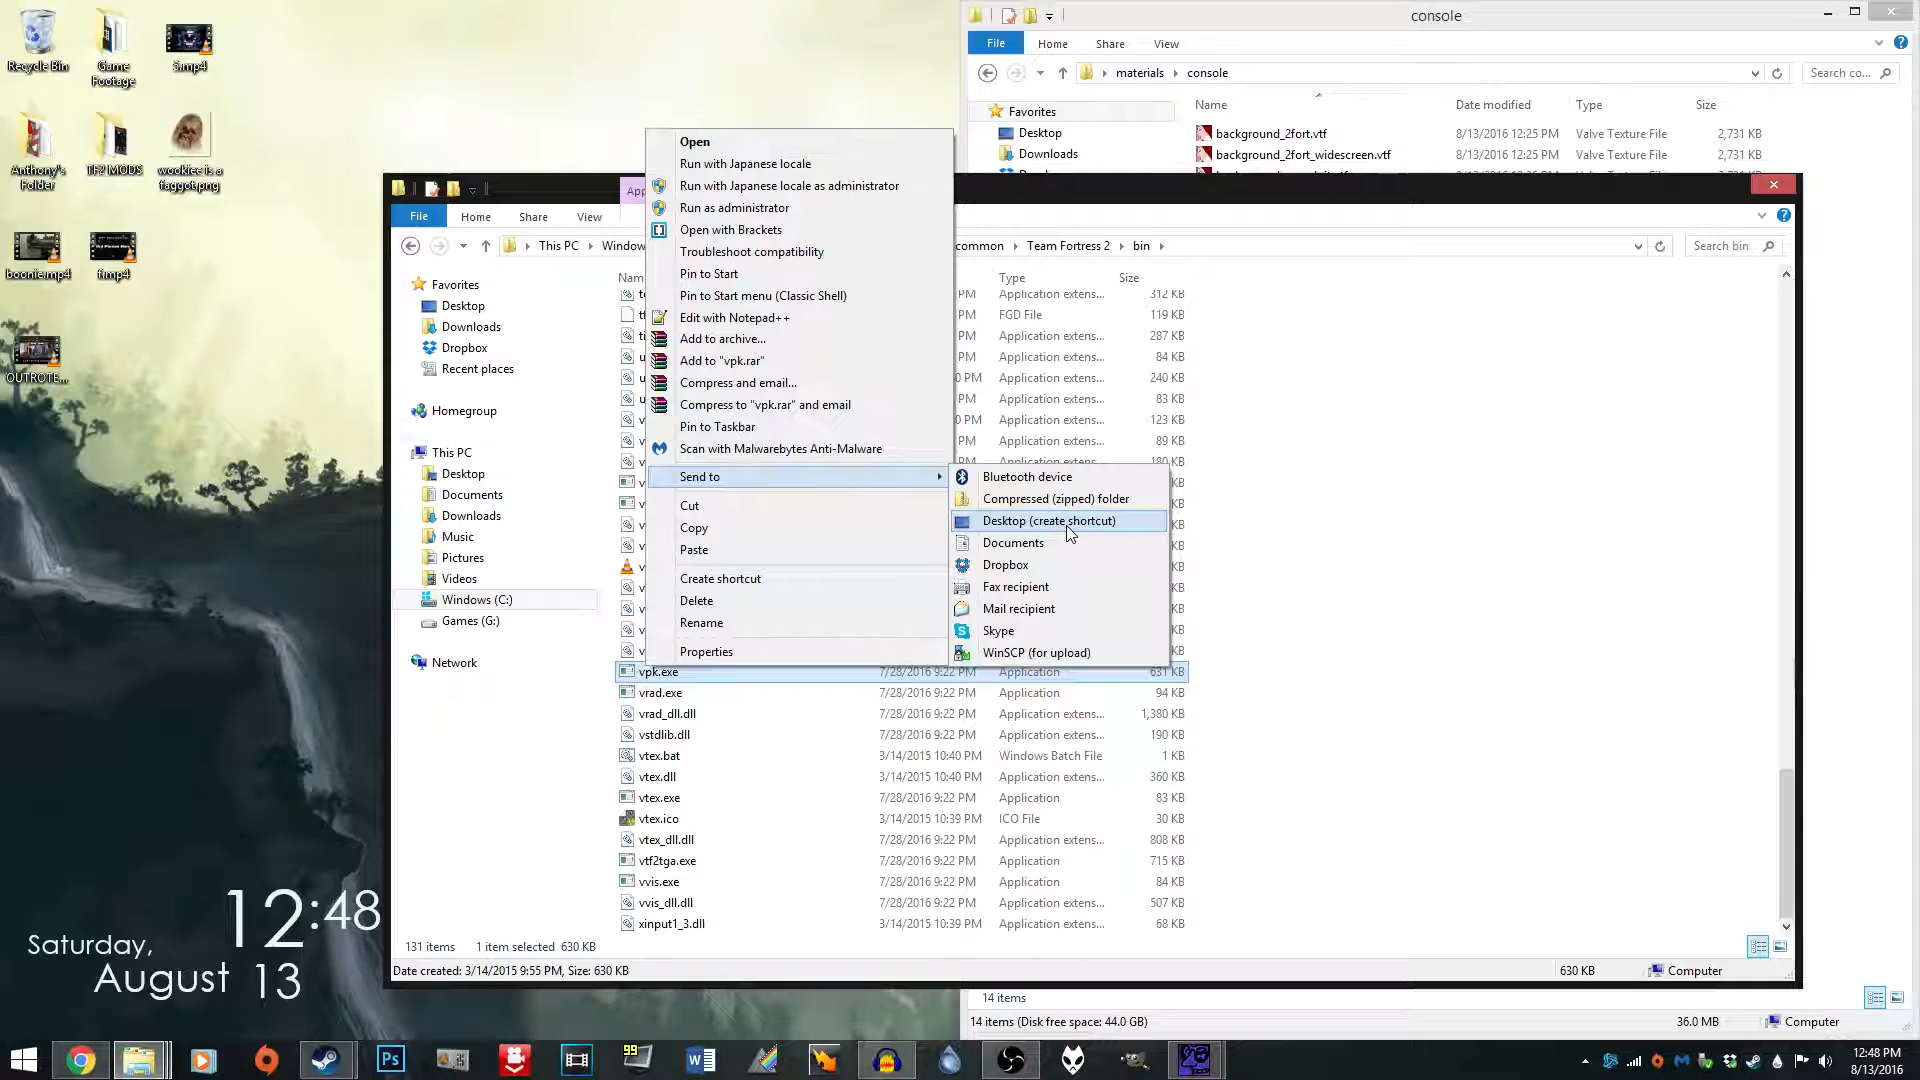 Recycle Bin
Game Footage
5.mp4
Anthony's Folder
TF2 MODS
boonie.mp4
f.mp4
OUTROTE...
12:48
Saturday,
August 13
console
File
Home
Share
View
materials
console
Search co...
Favorites
Desktop
Downloads
Name
Date modified
Type
Size
background_2fort.vtf
8/13/2016 12:25 PM
Valve Texture File
2,731 KB
background_2fort_widescreen.vtf
8/13/2016 12:25 PM
Valve Texture File
2,731 KB
File
Home
Share
View
This PC
common
Team Fortress 2
bin
Search bin
Favorites
Desktop
Downloads
Dropbox
Recent places
Homegroup
This PC
Desktop
Documents
Downloads
Music
Pictures
Videos
Windows (C:)
Games (G:)
Network
Open
Run with Japanese locale
Run with Japanese locale as administrator
Run as administrator
Open with Brackets
Troubleshoot compatibility
Pin to Start
Pin to Start menu (Classic Shell)
Edit with Notepad++
Add to archive...
Add to "vpk.rar"
Compress and email...
Compress to "vpk.rar" and email
Pin to Taskbar
Scan with Malwarebytes Anti-Malware
Send to
Cut
Copy
Paste
Create shortcut
Delete
Rename
Properties
Bluetooth device
Compressed (zipped) folder
Desktop (create shortcut)
Documents
Dropbox
Fax recipient
Mail recipient
Skype
WinSCP (for upload)
Type
Size
Application extens...
312 KB
FGD File
119 KB
Application extens...
287 KB
Application extens...
84 KB
Application extens...
240 KB
Application extens...
83 KB
Application extens...
123 KB
Application extens...
89 KB
vpk.exe
7/28/2016 9:22 PM
Application
631 KB
vrad.exe
7/28/2016 9:22 PM
Application
94 KB
vrad_dll.dll
7/28/2016 9:22 PM
Application extens...
1,380 KB
vstdlib.dll
7/28/2016 9:22 PM
Application extens...
190 KB
vtex.bat
3/14/2015 10:40 PM
Windows Batch File
1 KB
vtex.dll
3/14/2015 10:40 PM
Application extens...
360 KB
vtex.exe
7/28/2016 9:22 PM
Application
83 KB
vtex.ico
3/14/2015 10:39 PM
ICO File
30 KB
vtex_dll.dll
7/28/2016 9:22 PM
Application extens...
808 KB
vtf2tga.exe
7/28/2016 9:22 PM
Application
715 KB
vvis.exe
7/28/2016 9:22 PM
Application
84 KB
vvis_dll.dll
7/28/2016 9:22 PM
Application extens...
507 KB
xinput1_3.dll
3/14/2015 10:39 PM
Application extens...
68 KB
131 items
1 item selected 630 KB
Date created: 3/14/2015 9:55 PM, Size: 630 KB
630 KB
Computer
14 items
14 items (Disk free space: 44.0 GB)
36.0 MB
Computer
Ps
99
12:48 PM
8/13/2016